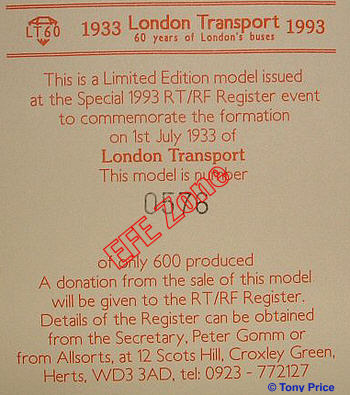 LT60
1933 London Transport 1993
60 years of London's buses
This is a Limited Edition model issued
at the Special 1993 RT/RF Register event
to commemorate the formation
on 1st July 1933 of
London Transport
This model is number
0576
EFE Zone
of only 600 produced
A donation from the sale of this model
will be given to the RT/RF Register.
Details of the Register can be obtained
from the Secretary, Peter Gomm or
from Allsorts, at 12 Scots Hill, Croxley Green,
Herts, WD3 3AD, tel: 0923 - 772127
© Tony Price